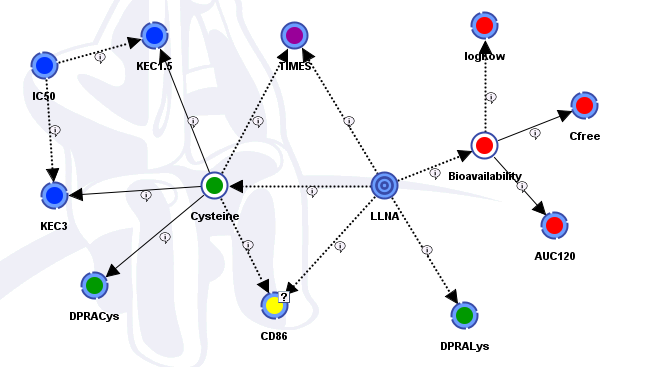 logKow
KEC1.5
TIMES
IC50
Cfree
Bioavailability
Cysteine
LLNA
KEC3
AUC120
DPRACys
?
CD86
DPRALys